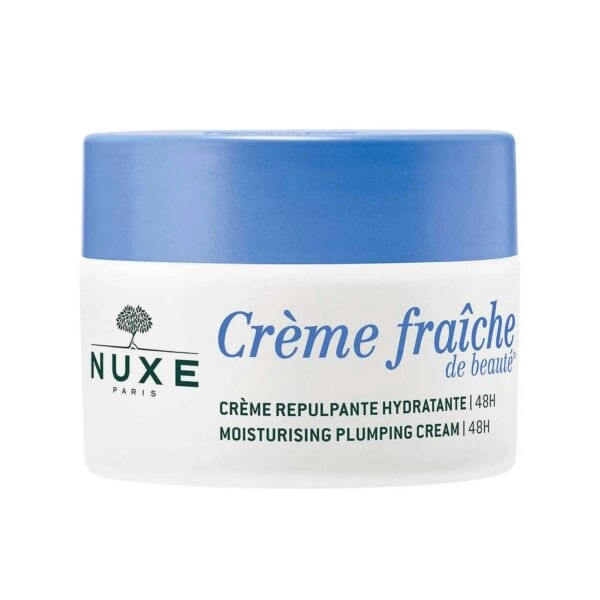 NUXE
PARIS
Crème fraîche
de beauté®
CRÈME REPULPANTE HYDRATANTE | 48H
MOISTURISING PLUMPING CREAM | 48H